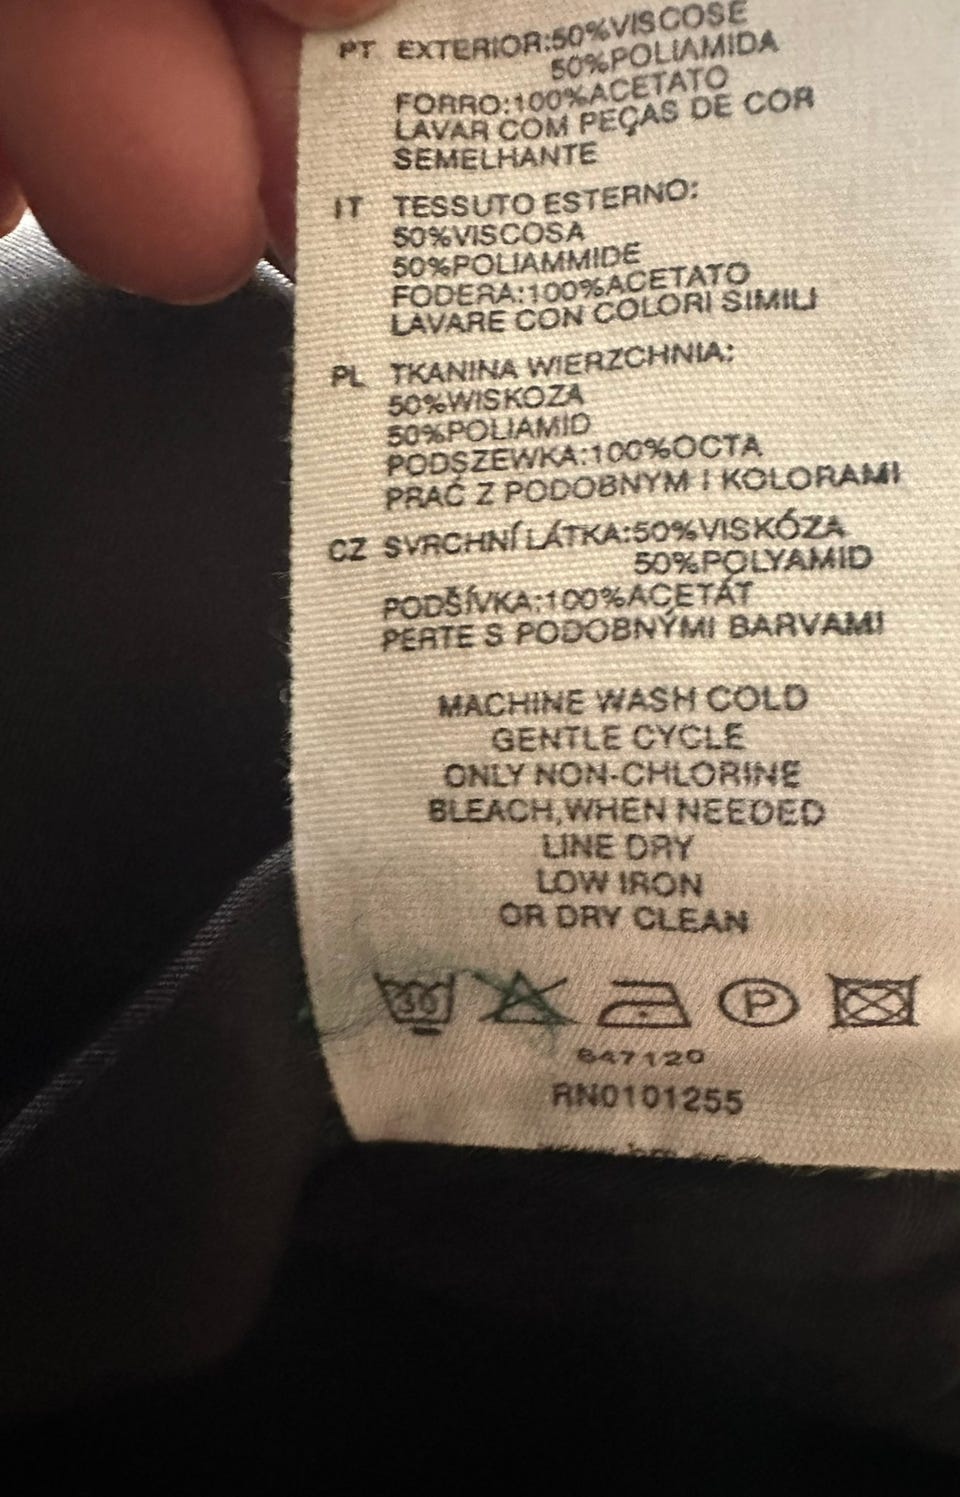 PT EXTERIOR:50%VISCOSE
50%POLIAMIDA
FORRO:100%ACETATO
LAVAR COM PEÇAS DE COR
SEMELHANTE
IT TESSUTO ESTERNO:
50%VISCOSA
50%POLIAMMIDE
FODERA:100%ACETATO
LAVARE CON COLORI SIMILI
PL TKANINA WIERZCHNIA:
50%WISKOZA
50%POLIAMID
PODSZEWKA:100%OCTA
PRAĆ Z PODOBNYM I KOLORAMI
CZ SVRCHNÍ LÁTKA:50%VISKÓZA
50%POLYAMID
PODŠÍVKA:100%ACETÁT
PERTE S PODOBNÝMI BARVAMI
MACHINE WASH COLD
GENTLE CYCLE
ONLY NON-CHLORINE
BLEACH,WHEN NEEDED
LINE DRY
LOW IRON
OR DRY CLEAN
30 P
847120
RN0101255